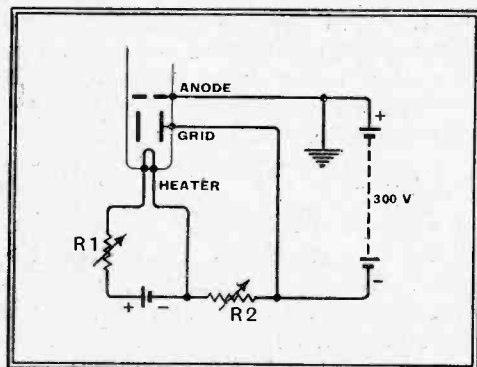 ANODE
+
GRID
HEATER
300 V
R1
+ −
R2
−